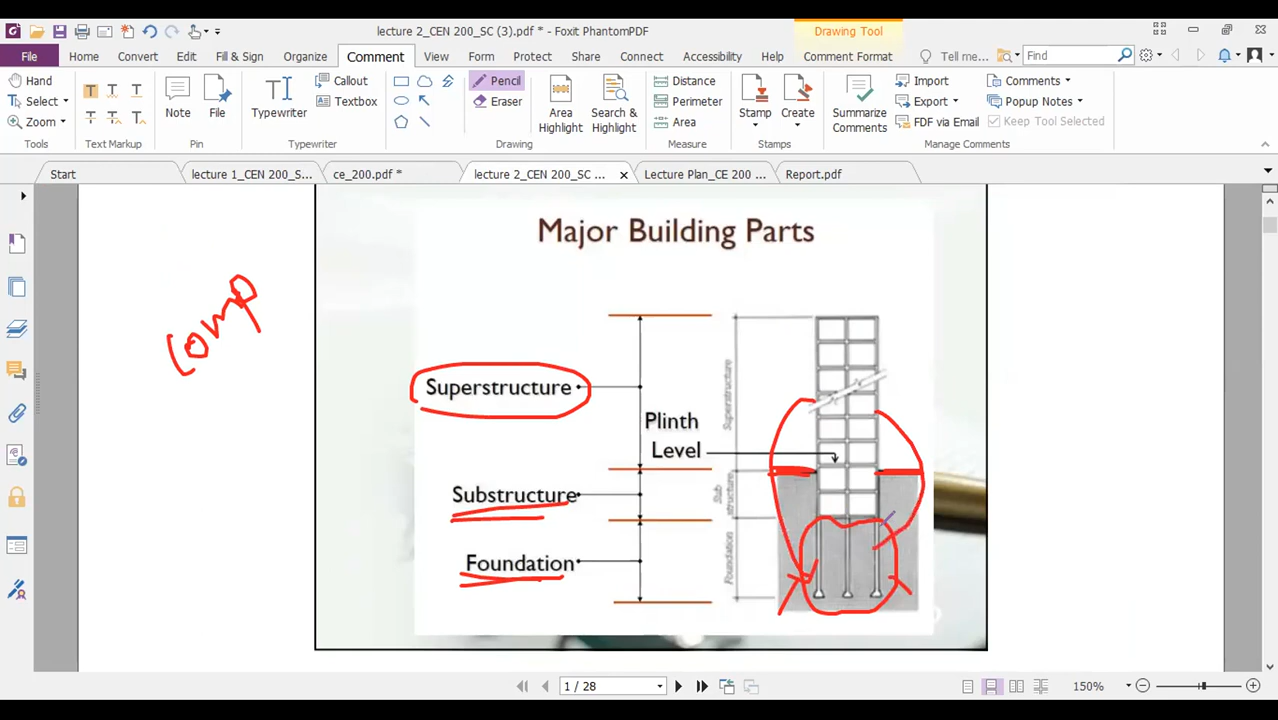 lecture 2_CEN 200_SC (3).pdf * - Foxit PhantomPDF
Drawing Tool
File Home Convert Edit Fill & Sign Organize Comment View Form Protect Share Connect Accessibility Help Comment Format Tell me... Find
Hand
Select
Zoom
Tools
Text Markup
Note
File
Pin
Typewriter
Callout
Textbox
Typewriter
Pencil
Eraser
Drawing
Area Highlight
Search & Highlight
Distance
Perimeter
Area
Measure
Stamp
Create
Stamps
Summarize Comments
Import
Export
FDF via Email
Comments
Popup Notes
Keep Tool Selected
Manage Comments
Start
lecture 1_CEN 200_S...
ce_200.pdf *
lecture 2_CEN 200_SC ...
Lecture Plan_CE 200 ...
Report.pdf
Major Building Parts
comp
Superstructure
Plinth
Level
Substructure
Foundation
Superstructure
Sub
structure
Foundation
1 / 28
150%